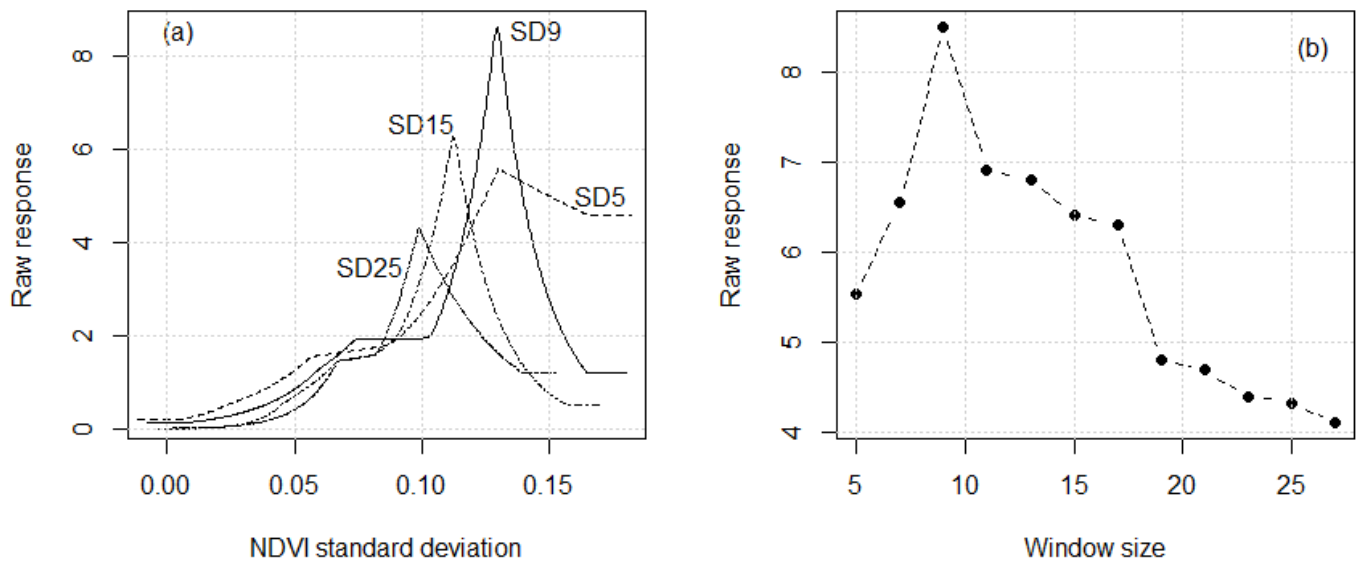 (a)
SD9
SD15
SD5
SD25
Raw response
0
2
4
6
8
0.00
0.05
0.10
0.15
NDVI standard deviation
(b)
Raw response
4
5
6
7
8
5
10
15
20
25
Window size